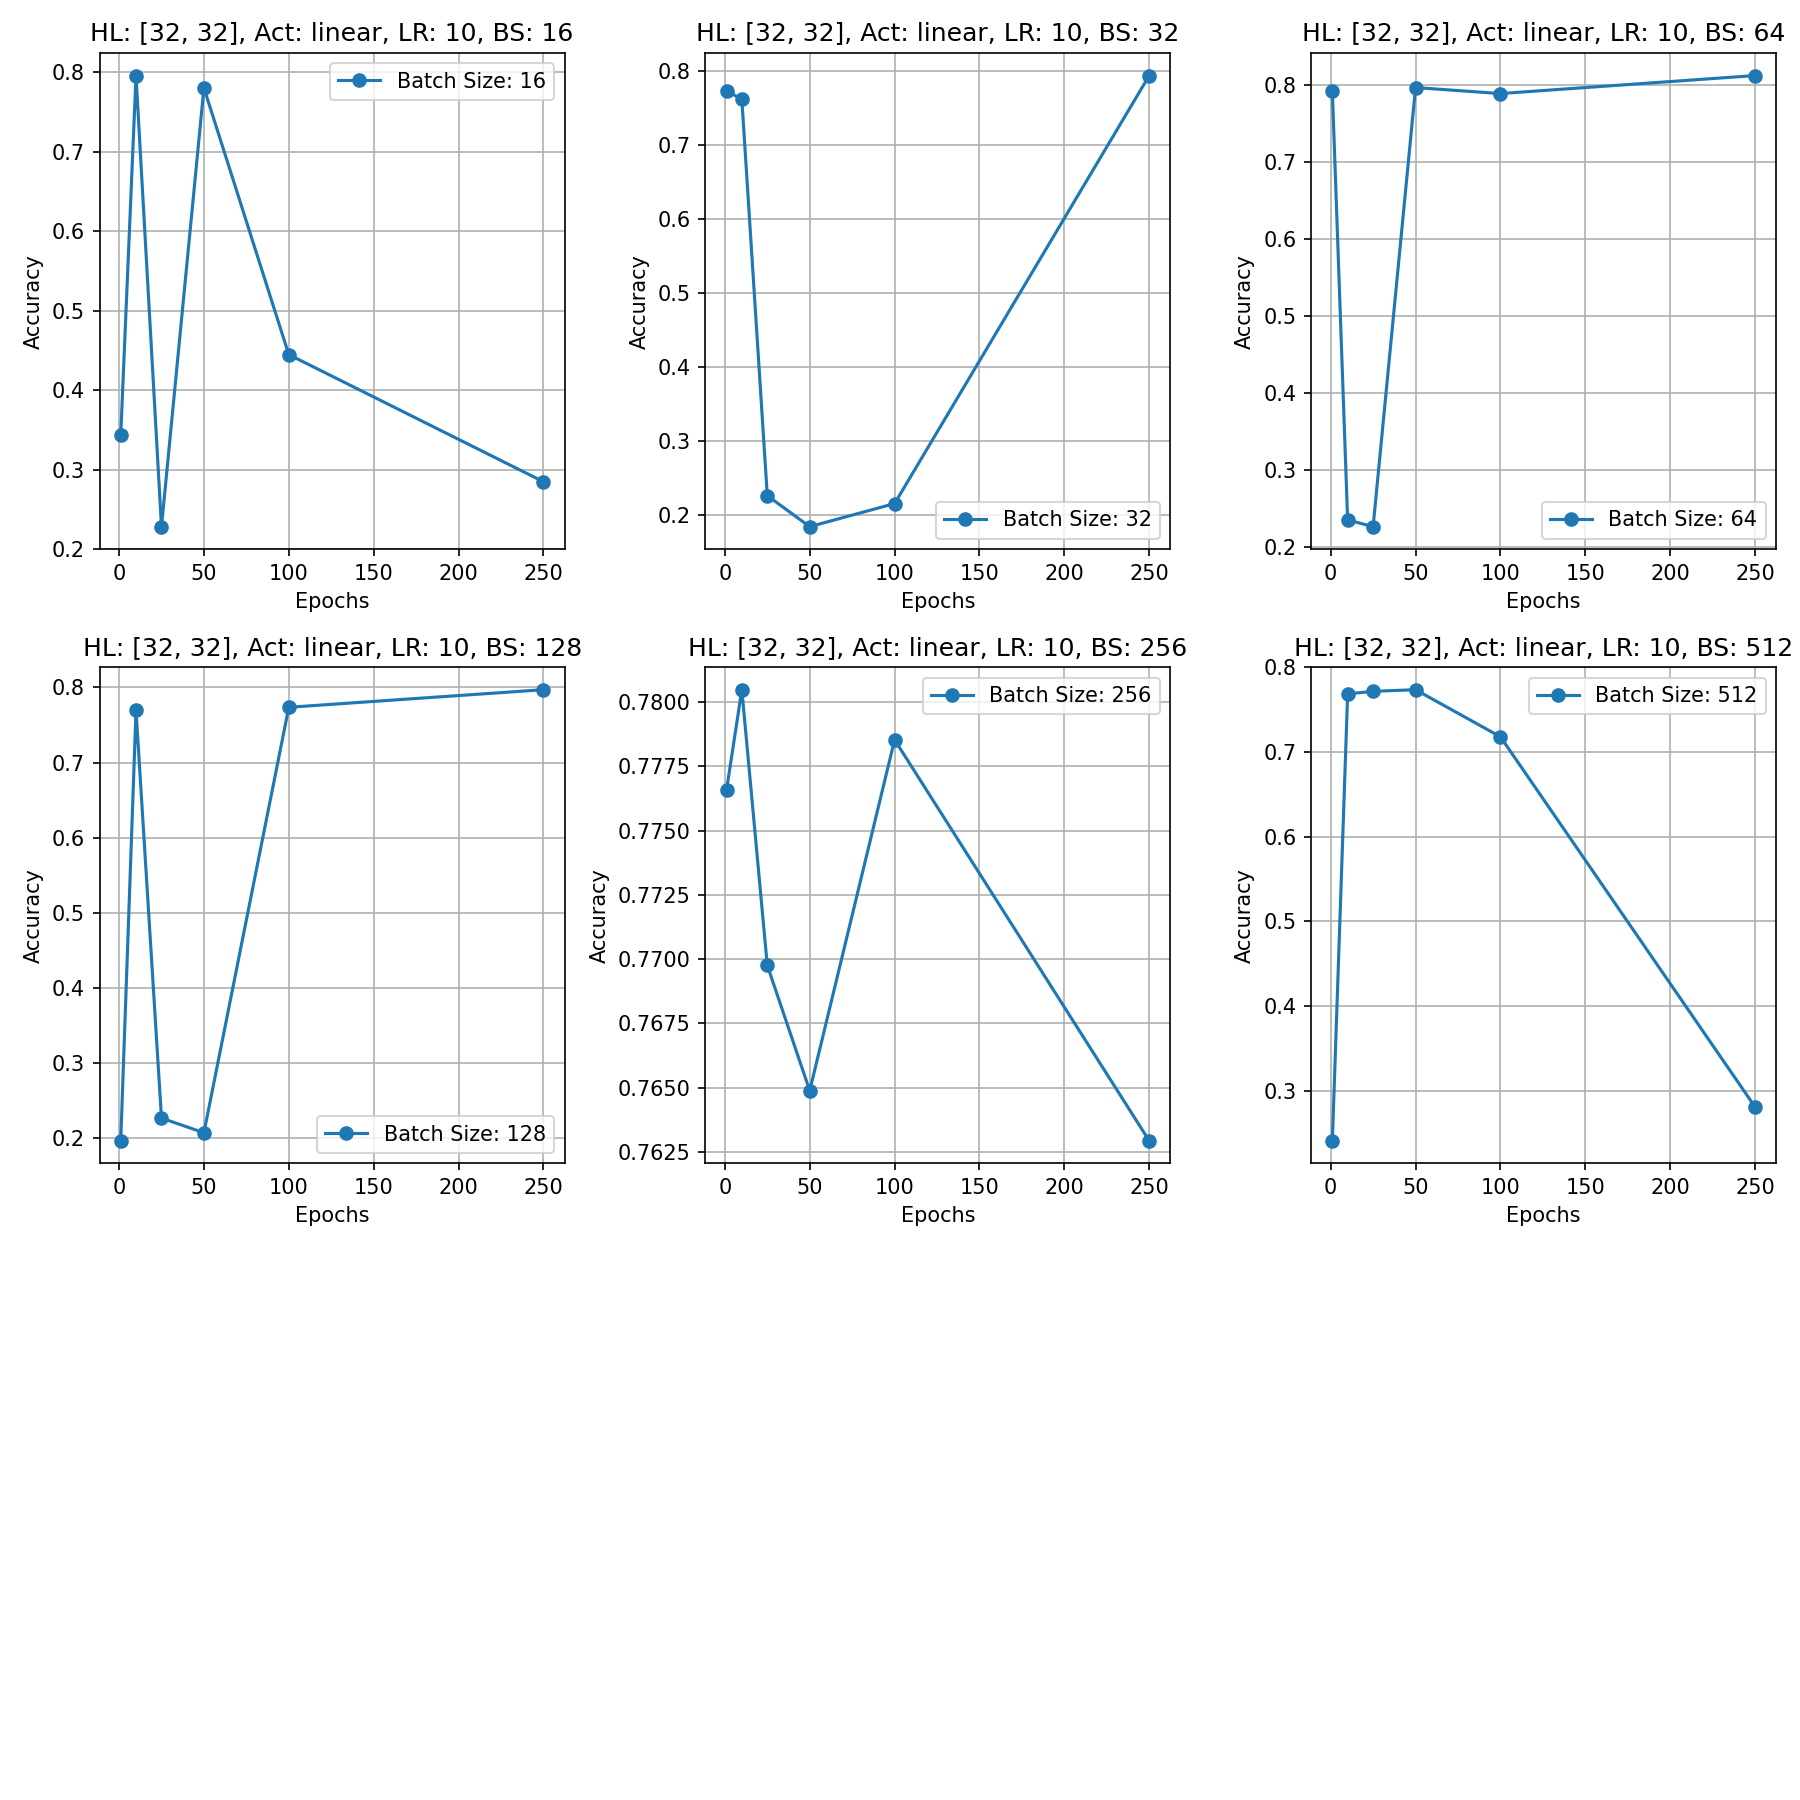 HL: [32, 32], Act: linear, LR: 10, BS: 16
Batch Size: 16
Accuracy
0.8
0.7
0.6
0.5
0.4
0.3
0.2
0 50 100 150 200 250
Epochs
HL: [32, 32], Act: linear, LR: 10, BS: 32
Accuracy
0.8
0.7
0.6
0.5
0.4
0.3
0.2
Batch Size: 32
0 50 100 150 200 250
Epochs
HL: [32, 32], Act: linear, LR: 10, BS: 64
Accuracy
0.8
0.7
0.6
0.5
0.4
0.3
0.2
Batch Size: 64
0 50 100 150 200 250
Epochs
HL: [32, 32], Act: linear, LR: 10, BS: 128
Accuracy
0.8
0.7
0.6
0.5
0.4
0.3
0.2
Batch Size: 128
0 50 100 150 200 250
Epochs
HL: [32, 32], Act: linear, LR: 10, BS: 256
Batch Size: 256
Accuracy
0.7800
0.7775
0.7750
0.7725
0.7700
0.7675
0.7650
0.7625
0 50 100 150 200 250
Epochs
HL: [32, 32], Act: linear, LR: 10, BS: 512
Batch Size: 512
Accuracy
0.8
0.7
0.6
0.5
0.4
0.3
0 50 100 150 200 250
Epochs